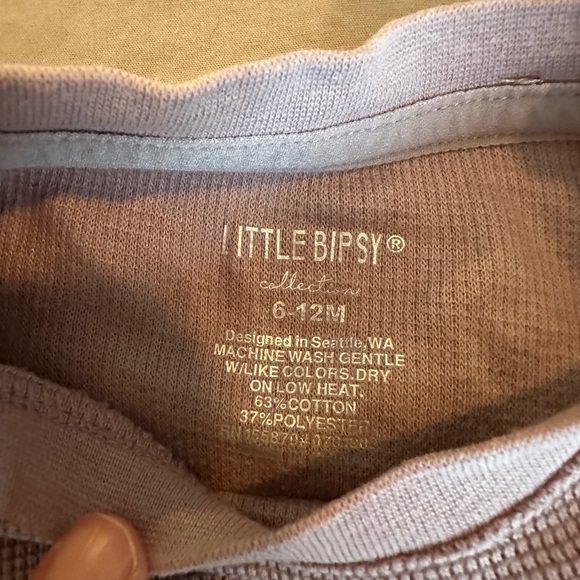 LITTLE BIPSY®
collection
6-12M
Designed in Seattle, WA
MACHINE WASH GENTLE
W/LIKE COLORS. DRY
ON LOW HEAT.
63% COTTON
37% POLYESTER